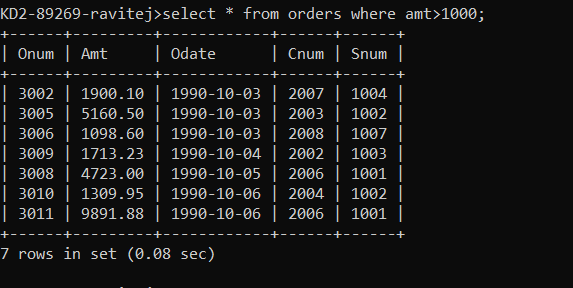 KD2-89269-ravitej>select * from orders where amt>1000;
+------+---------+------------+------+------+
| Onum | Amt     | Odate      | Cnum | Snum |
+------+---------+------------+------+------+
| 3002 | 1900.10 | 1990-10-03 | 2007 | 1004 |
| 3005 | 5160.50 | 1990-10-03 | 2003 | 1002 |
| 3006 | 1098.60 | 1990-10-03 | 2008 | 1007 |
| 3009 | 1713.23 | 1990-10-04 | 2002 | 1003 |
| 3008 | 4723.00 | 1990-10-05 | 2006 | 1001 |
| 3010 | 1309.95 | 1990-10-06 | 2004 | 1002 |
| 3011 | 9891.88 | 1990-10-06 | 2006 | 1001 |
+------+---------+------------+------+------+
7 rows in set (0.08 sec)